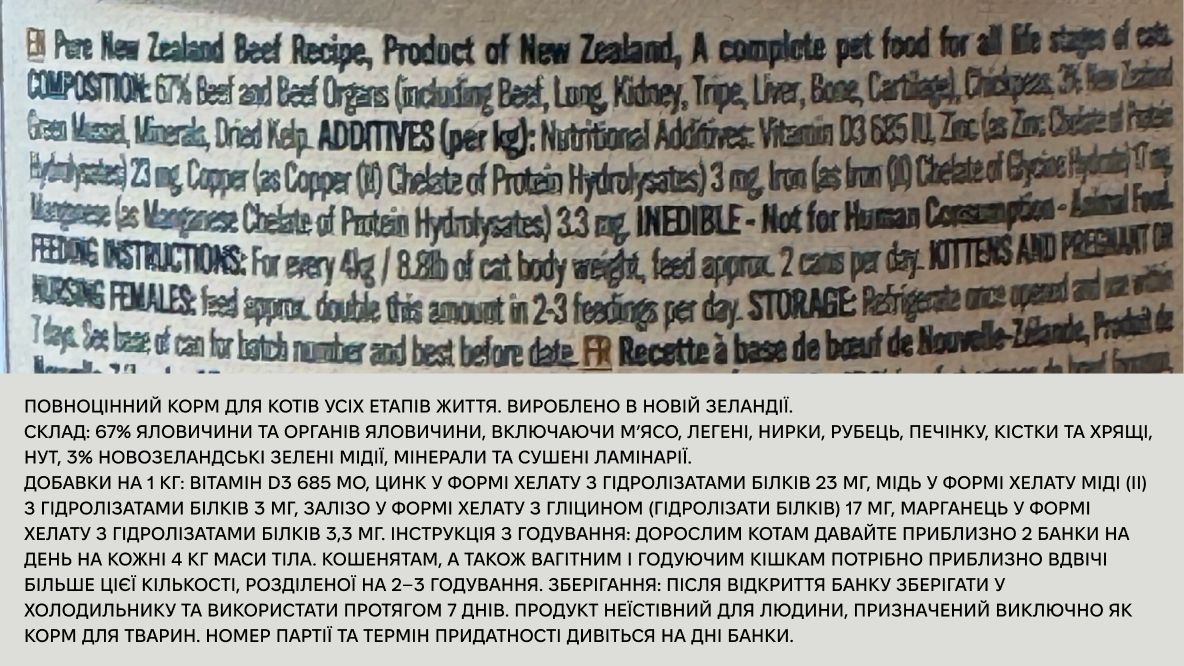 EN Pure New Zealand Beef Recipe, Product of New Zealand, A complete pet food for all life stages of cats.
COMPOSITION: 67% Beef and Beef Organs (including Beef, Lung, Kidney, Tripe, Liver, Bone, Cartilage), Chickpeas, 3% New Zealand
Green Mussel, Minerals, Dried Kelp. ADDITIVES (per kg): Nutritional Additives: Vitamin D3 685 IU, Zinc (as Zinc Chelate of Protein
Hydrolysates) 23 mg, Copper (as Copper (II) Chelate of Protein Hydrolysates) 3 mg, Iron (as Iron (II) Chelate of Glycine Hydrate) 17 mg,
Manganese (as Manganese Chelate of Protein Hydrolysates) 3.3 mg. INEDIBLE - Not for Human Consumption - Animal Food.
FEEDING INSTRUCTIONS: For every 4kg / 8.8lb of cat body weight, feed approx. 2 cans per day. KITTENS AND PREGNANT OR
NURSING FEMALES: feed approx. double this amount in 2-3 feedings per day. STORAGE: Refrigerate once opened and use within
7 days. See base of can for batch number and best before date. FR Recette à base de bœuf de Nouvelle-Zélande, Produit de
ПОВНОЦІННИЙ КОРМ ДЛЯ КОТІВ УСІХ ЕТАПІВ ЖИТТЯ. ВИРОБЛЕНО В НОВІЙ ЗЕЛАНДІЇ.
СКЛАД: 67% ЯЛОВИЧИНИ ТА ОРГАНІВ ЯЛОВИЧИНИ, ВКЛЮЧАЮЧИ М'ЯСО, ЛЕГЕНІ, НИРКИ, РУБЕЦЬ, ПЕЧІНКУ, КІСТКИ ТА ХРЯЩІ,
НУТ, 3% НОВОЗЕЛАНДСЬКІ ЗЕЛЕНІ МІДІЇ, МІНЕРАЛИ ТА СУШЕНІ ЛАМІНАРІЇ.
ДОБАВКИ НА 1 КГ: ВІТАМІН D3 685 МО, ЦИНК У ФОРМІ ХЕЛАТУ З ГІДРОЛІЗАТАМИ БІЛКІВ 23 МГ, МІДЬ У ФОРМІ ХЕЛАТУ МІДІ (II)
З ГІДРОЛІЗАТАМИ БІЛКІВ 3 МГ, ЗАЛІЗО У ФОРМІ ХЕЛАТУ З ГЛІЦИНОМ (ГІДРОЛІЗАТИ БІЛКІВ) 17 МГ, МАРГАНЕЦЬ У ФОРМІ
ХЕЛАТУ З ГІДРОЛІЗАТАМИ БІЛКІВ 3,3 МГ. ІНСТРУКЦІЯ З ГОДУВАННЯ: ДОРОСЛИМ КОТАМ ДАВАЙТЕ ПРИБЛИЗНО 2 БАНКИ НА
ДЕНЬ НА КОЖНІ 4 КГ МАСИ ТІЛА. КОШЕНЯТАМ, А ТАКОЖ ВАГІТНИМ І ГОДУЮЧИМ КІШКАМ ПОТРІБНО ПРИБЛИЗНО ВДВІЧІ
БІЛЬШЕ ЦІЄЇ КІЛЬКОСТІ, РОЗДІЛЕНОЇ НА 2–3 ГОДУВАННЯ. ЗБЕРІГАННЯ: ПІСЛЯ ВІДКРИТТЯ БАНКУ ЗБЕРІГАТИ У
ХОЛОДИЛЬНИКУ ТА ВИКОРИСТАТИ ПРОТЯГОМ 7 ДНІВ. ПРОДУКТ НЕЇСТІВНИЙ ДЛЯ ЛЮДИНИ, ПРИЗНАЧЕНИЙ ВИКЛЮЧНО ЯК
КОРМ ДЛЯ ТВАРИН. НОМЕР ПАРТІЇ ТА ТЕРМІН ПРИДАТНОСТІ ДИВІТЬСЯ НА ДНІ БАНКИ.